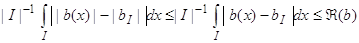 | I |⁻¹ ∫_I | | b(x) | − | b_I | | dx ≤ | I |⁻¹ ∫_I | b(x) − b_I | dx ≤ ℜ(b)